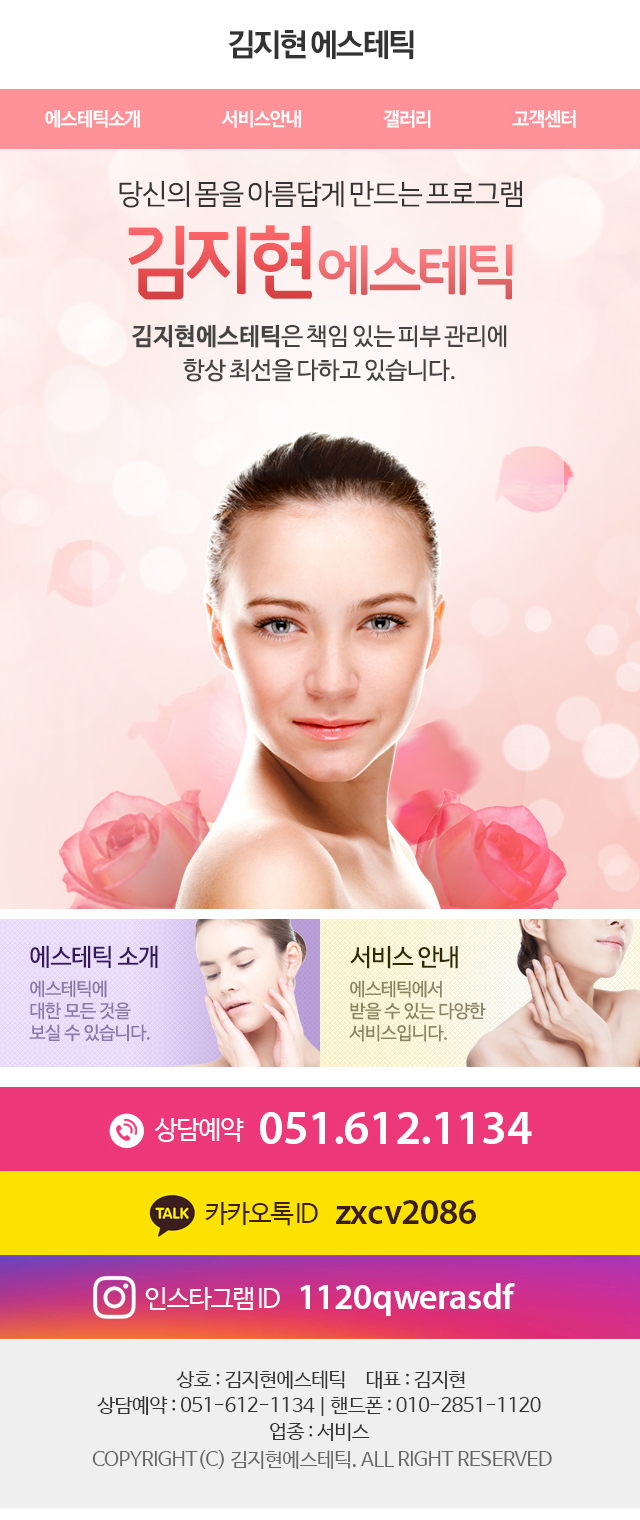 김지현 에스테틱
에스테틱소개 서비스안내 갤러리 고객센터
당신의 몸을 아름답게 만드는 프로그램
김지현 에스테틱
김지현에스테틱은 책임 있는 피부 관리에
항상 최선을 다하고 있습니다.
에스테틱 소개
에스테틱에
대한 모든 것을
보실 수 있습니다.
서비스 안내
에스테틱에서
받을 수 있는 다양한
서비스입니다.
상담예약 051.612.1134
TALK 카카오톡 ID zxcv2086
인스타그램 ID 1120qwerasdf
상호 : 김지현에스테틱 대표 : 김지현
상담예약 : 051-612-1134 | 핸드폰 : 010-2851-1120
업종 : 서비스
COPYRIGHT(C) 김지현에스테틱. ALL RIGHT RESERVED